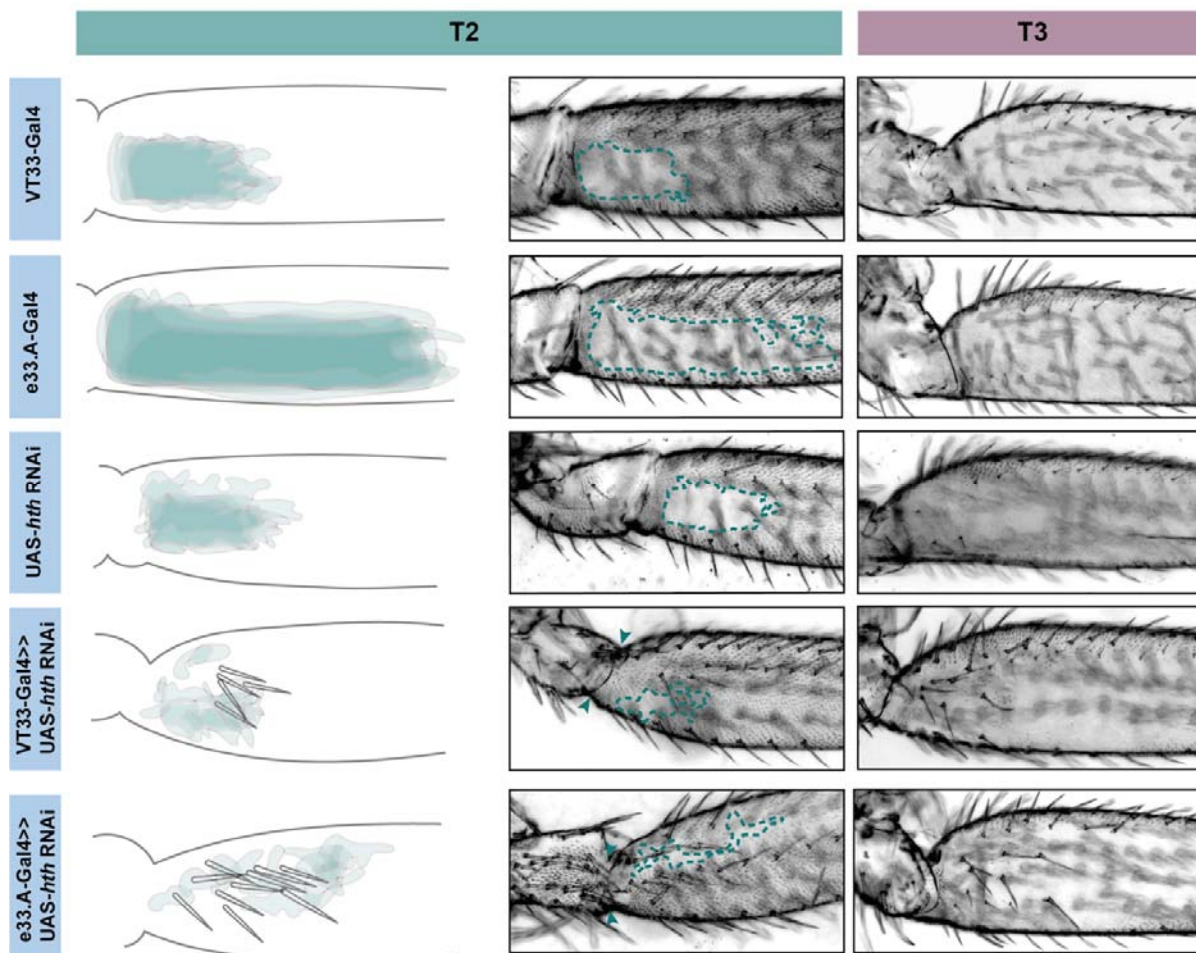 T2
T3
VT33-Gal4
e33.A-Gal4
UAS-hth RNAi
VT33-Gal4>>
UAS-hth RNAi
e33.A-Gal4>>
UAS-hth RNAi